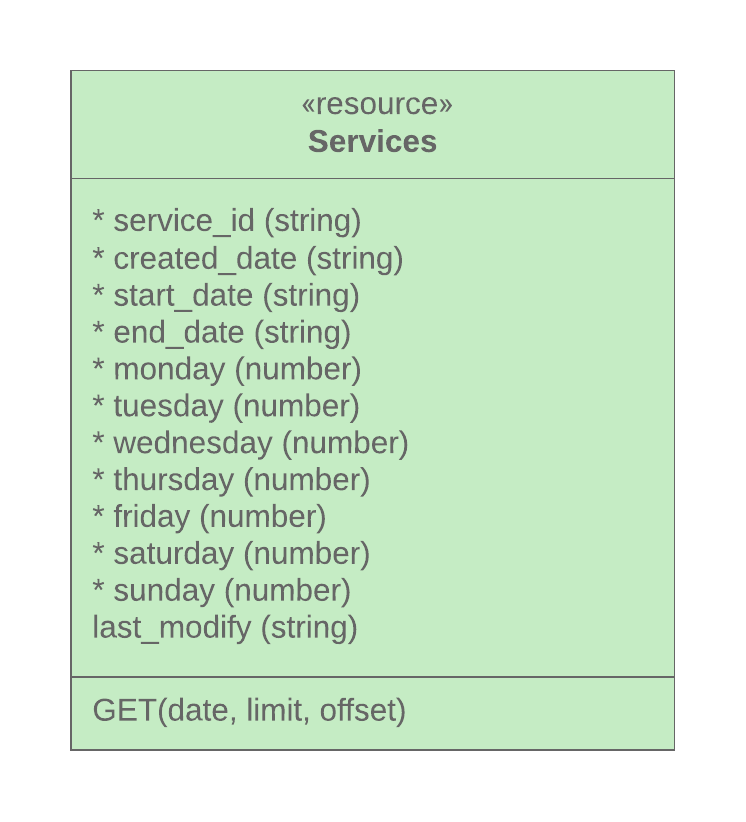 «resource»
Services
* service_id (string)
* created_date (string)
* start_date (string)
* end_date (string)
* monday (number)
* tuesday (number)
* wednesday (number)
* thursday (number)
* friday (number)
* saturday (number)
* sunday (number)
last_modify (string)
GET(date, limit, offset)